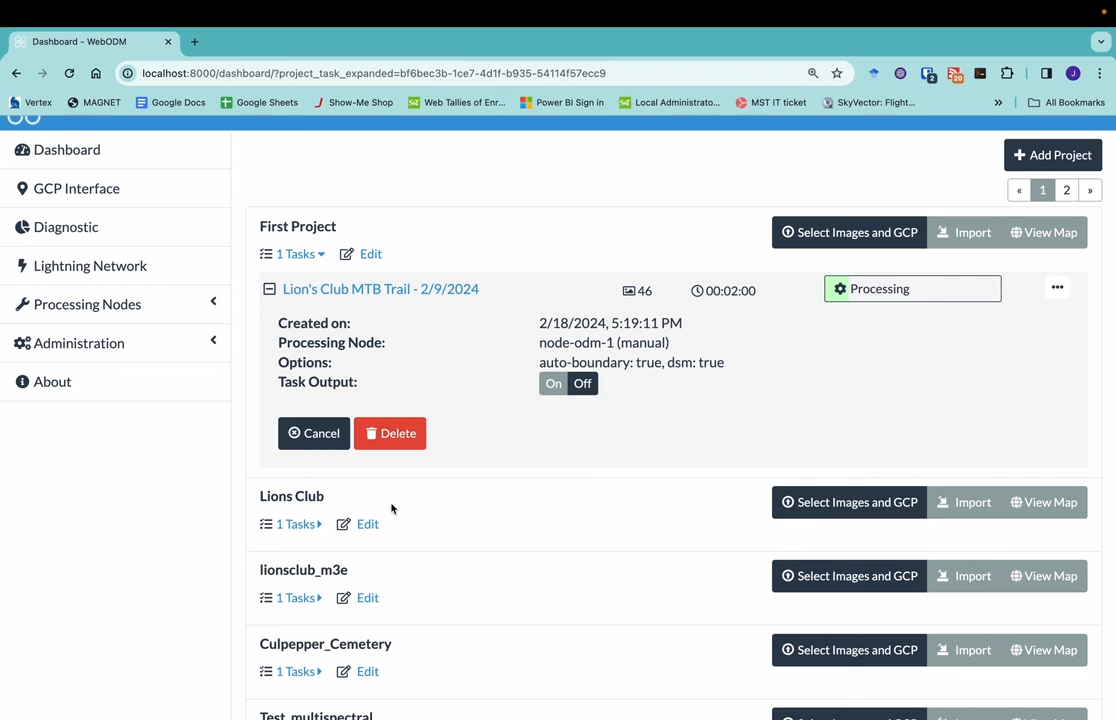 Dashboard - WebODM
localhost:8000/dashboard/?project_task_expanded=bf6bec3b-1ce7-4d1f-b935-54114f57ecc9
2
20
J
Vertex MAGNET Google Docs Google Sheets Show-Me Shop Web Tallies of Enr... Power BI Sign in Local Administrato... MST IT ticket SkyVector: Flight... » All Bookmarks
Dashboard
GCP Interface
Diagnostic
Lightning Network
Processing Nodes
Administration
About
Add Project
« 1 2 »
First Project
Select Images and GCP Import View Map
1 Tasks Edit
Lion's Club MTB Trail - 2/9/2024 46 00:02:00 Processing
Created on: 2/18/2024, 5:19:11 PM
Processing Node: node-odm-1 (manual)
Options: auto-boundary: true, dsm: true
Task Output: On Off
Cancel Delete
Lions Club
Select Images and GCP Import View Map
1 Tasks Edit
lionsclub_m3e
Select Images and GCP Import View Map
1 Tasks Edit
Culpepper_Cemetery
Select Images and GCP Import View Map
1 Tasks Edit
Test_multispectral